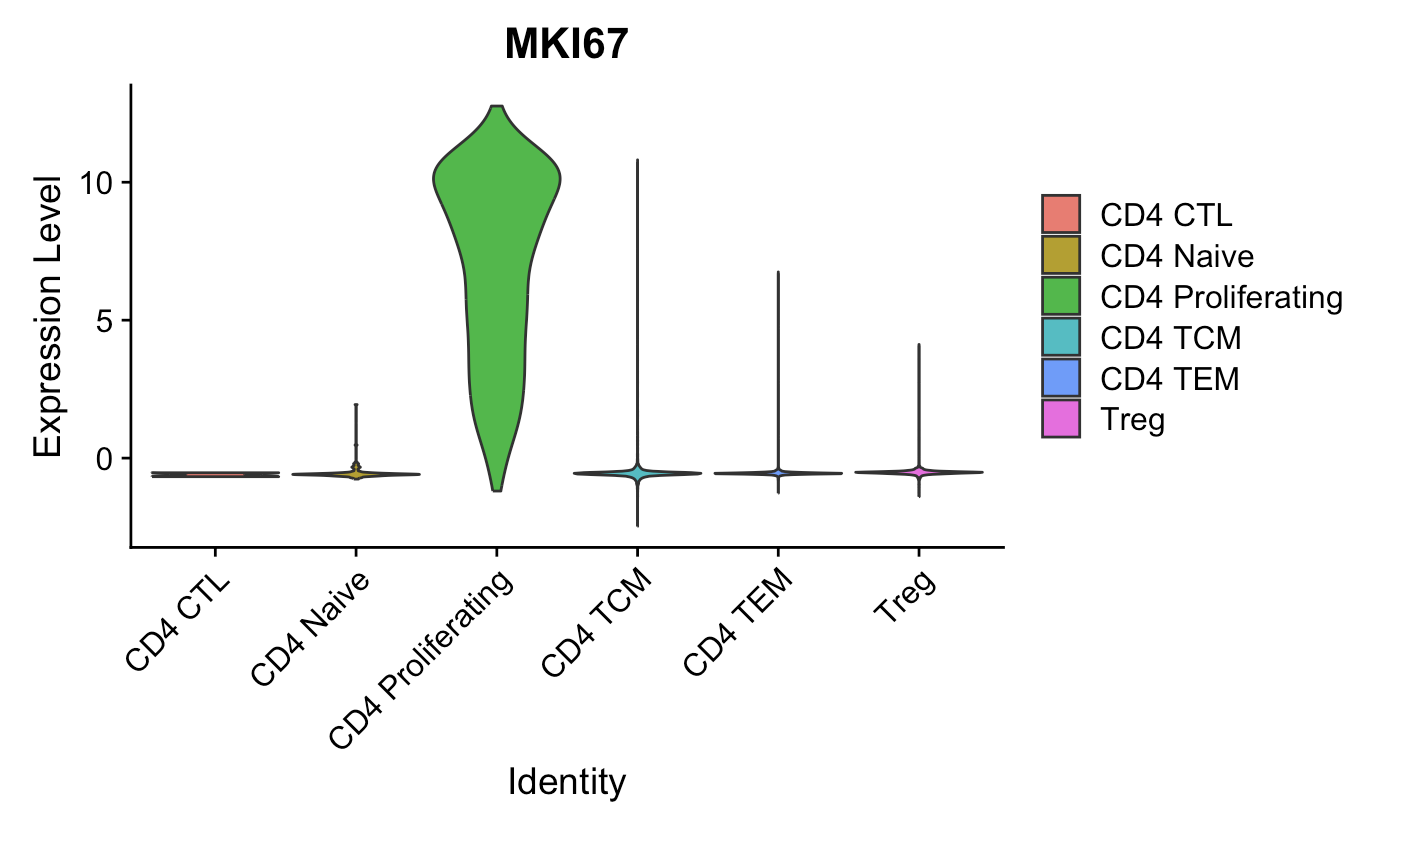 MKI67
Expression Level
10
5
0
CD4 CTL
CD4 Naive
CD4 Proliferating
CD4 TCM
CD4 TEM
Treg
Identity
CD4 CTL
CD4 Naive
CD4 Proliferating
CD4 TCM
CD4 TEM
Treg